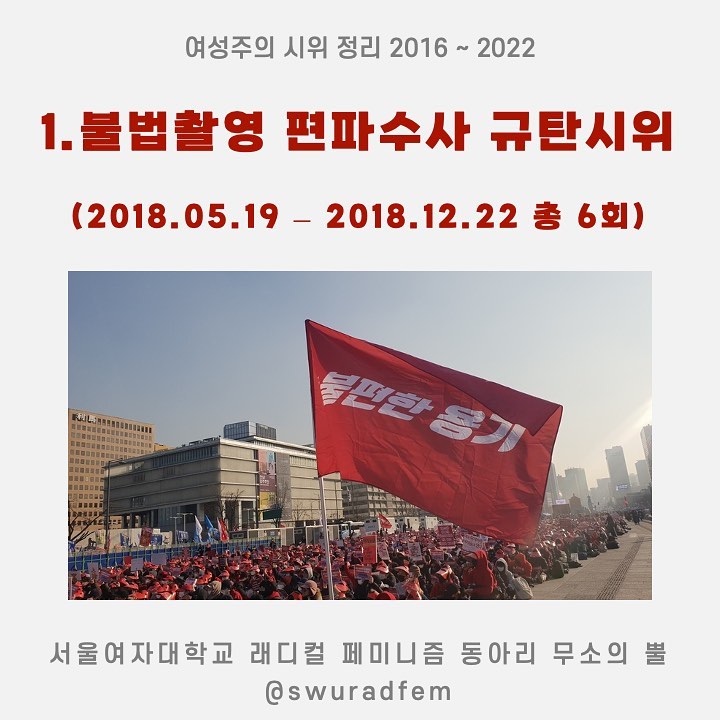 여성주의 시위 정리 2016 ~ 2022
1.불법촬영 편파수사 규탄시위
(2018.05.19 – 2018.12.22 총 6회)
불편한 용기
서울여자대학교 래디컬 페미니즘 동아리 무소의 뿔
@swuradfem